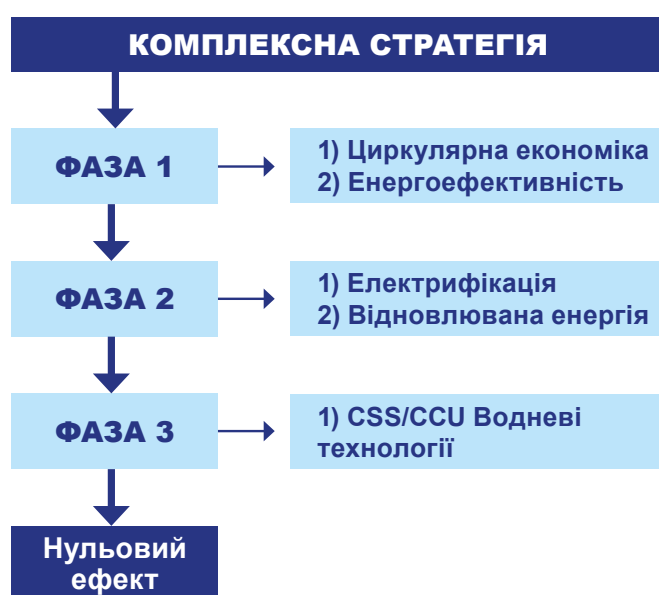 КОМПЛЕКСНА СТРАТЕГІЯ
ФАЗА 1
1) Циркулярна економіка
2) Енергоефективність
ФАЗА 2
1) Електрифікація
2) Відновлювана енергія
ФАЗА 3
1) CSS/CCU Водневі
технології
Нульовий
ефект